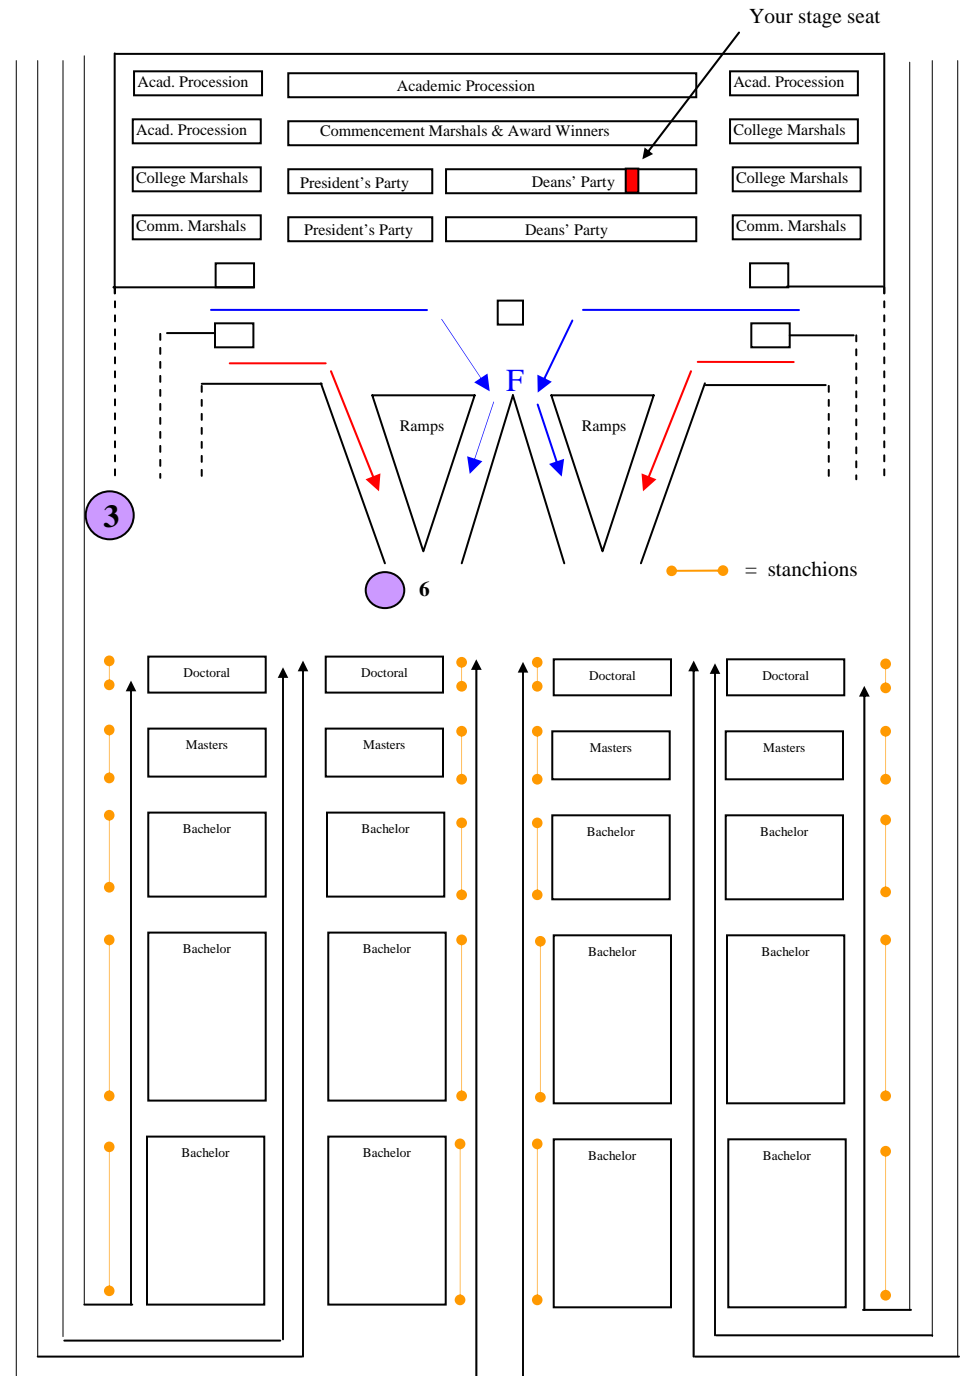 Your stage seat
Acad. Procession
Academic Procession
Acad. Procession
Acad. Procession
Commencement Marshals & Award Winners
College Marshals
College Marshals
President's Party
Deans' Party
College Marshals
Comm. Marshals
President's Party
Deans' Party
Comm. Marshals
F
Ramps
Ramps
3
= stanchions
6
Doctoral
Doctoral
Doctoral
Doctoral
Masters
Masters
Masters
Masters
Bachelor
Bachelor
Bachelor
Bachelor
Bachelor
Bachelor
Bachelor
Bachelor
Bachelor
Bachelor
Bachelor
Bachelor